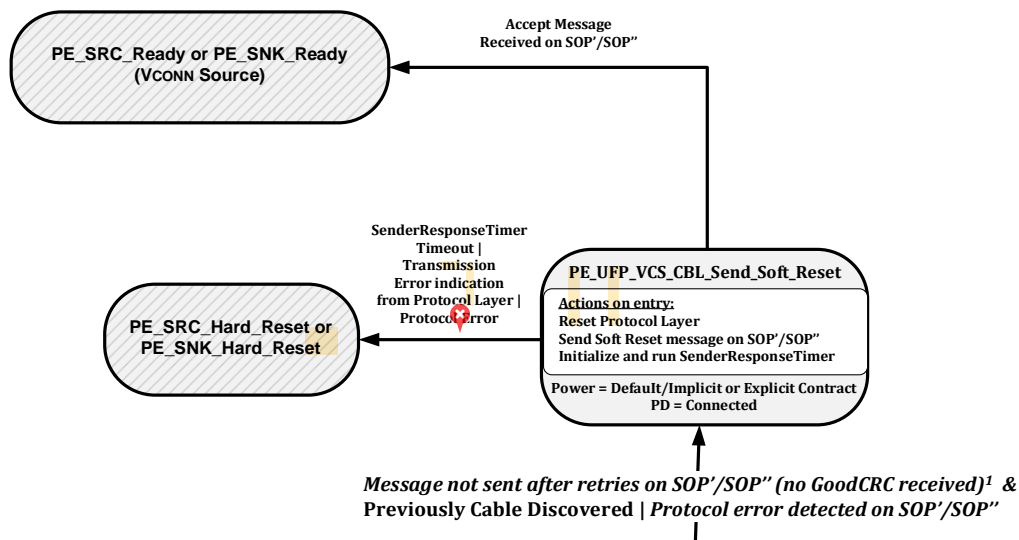 Accept Message
Received on SOP’/SOP’’
PE_SRC_Ready or PE_SNK_Ready
(VCONN Source)
SenderResponseTimer
Timeout |
Transmission
Error indication
from Protocol Layer |
Protocol Error
PE_SRC_Hard_Reset or
PE_SNK_Hard_Reset
PE_UFP_VCS_CBL_Send_Soft_Reset
Actions on entry:
Reset Protocol Layer
Send Soft Reset message on SOP’/SOP’’
Initialize and run SenderResponseTimer
Power = Default/Implicit or Explicit Contract
PD = Connected
Message not sent after retries on SOP’/SOP’’ (no GoodCRC received)¹ &
Previously Cable Discovered | Protocol error detected on SOP’/SOP’’